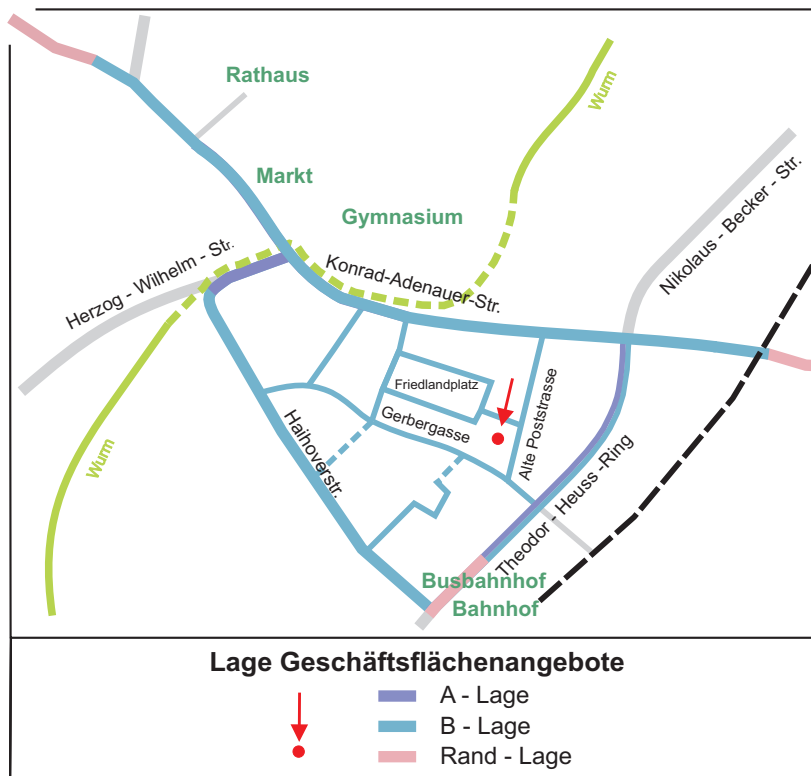 Rathaus
Wurm
Markt
Gymnasium
Herzog - Wilhelm - Str.
Konrad-Adenauer-Str.
Nikolaus - Becker - Str.
Friedlandplatz
Gerbergasse
Alte Poststrasse
Haihoverstr.
Wurm
Theodor - Heuss -Ring
Busbahnhof
Bahnhof
Lage Geschäftsflächenangebote
A - Lage
B - Lage
Rand - Lage